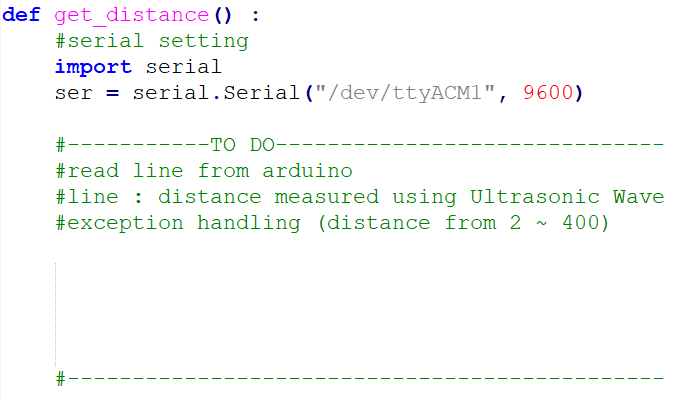 def get_distance() :
    #serial setting
    import serial
    ser = serial.Serial("/dev/ttyACM1", 9600)
    #-----------TO DO------------------------------
    #read line from arduino
    #line : distance measured using Ultrasonic Wave
    #exception handling (distance from 2 ~ 400)
    #----------------------------------------------